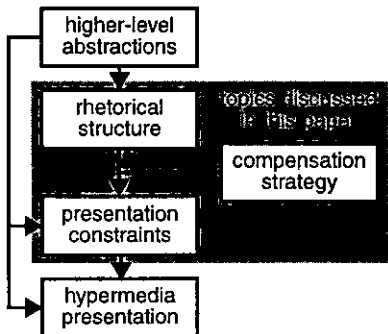 higher-level
abstractions
rhetorical
structure
topics discussed
in this paper
compensation
strategy
presentation
constraints
hypermedia
presentation